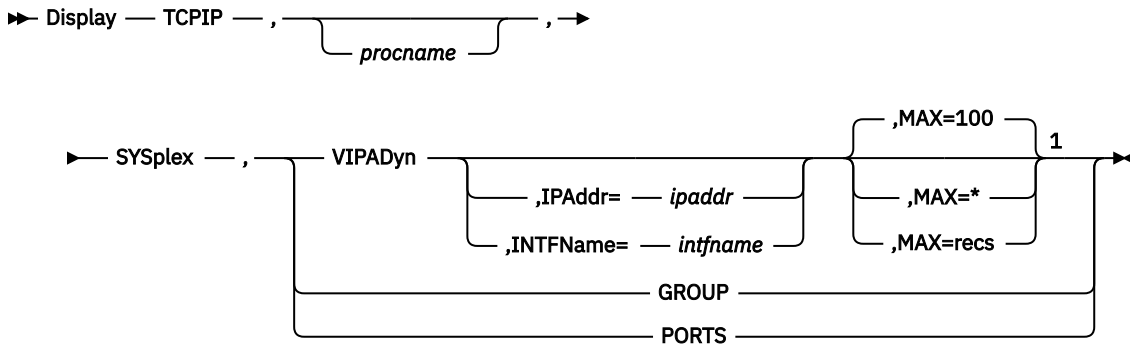 Display TCPIP , ,
procname
,MAX=100
SYSplex , VIPADyn 1
,IPAddr= ipaddr ,MAX=*
,INTFName= intfname ,MAX=recs
GROUP
PORTS